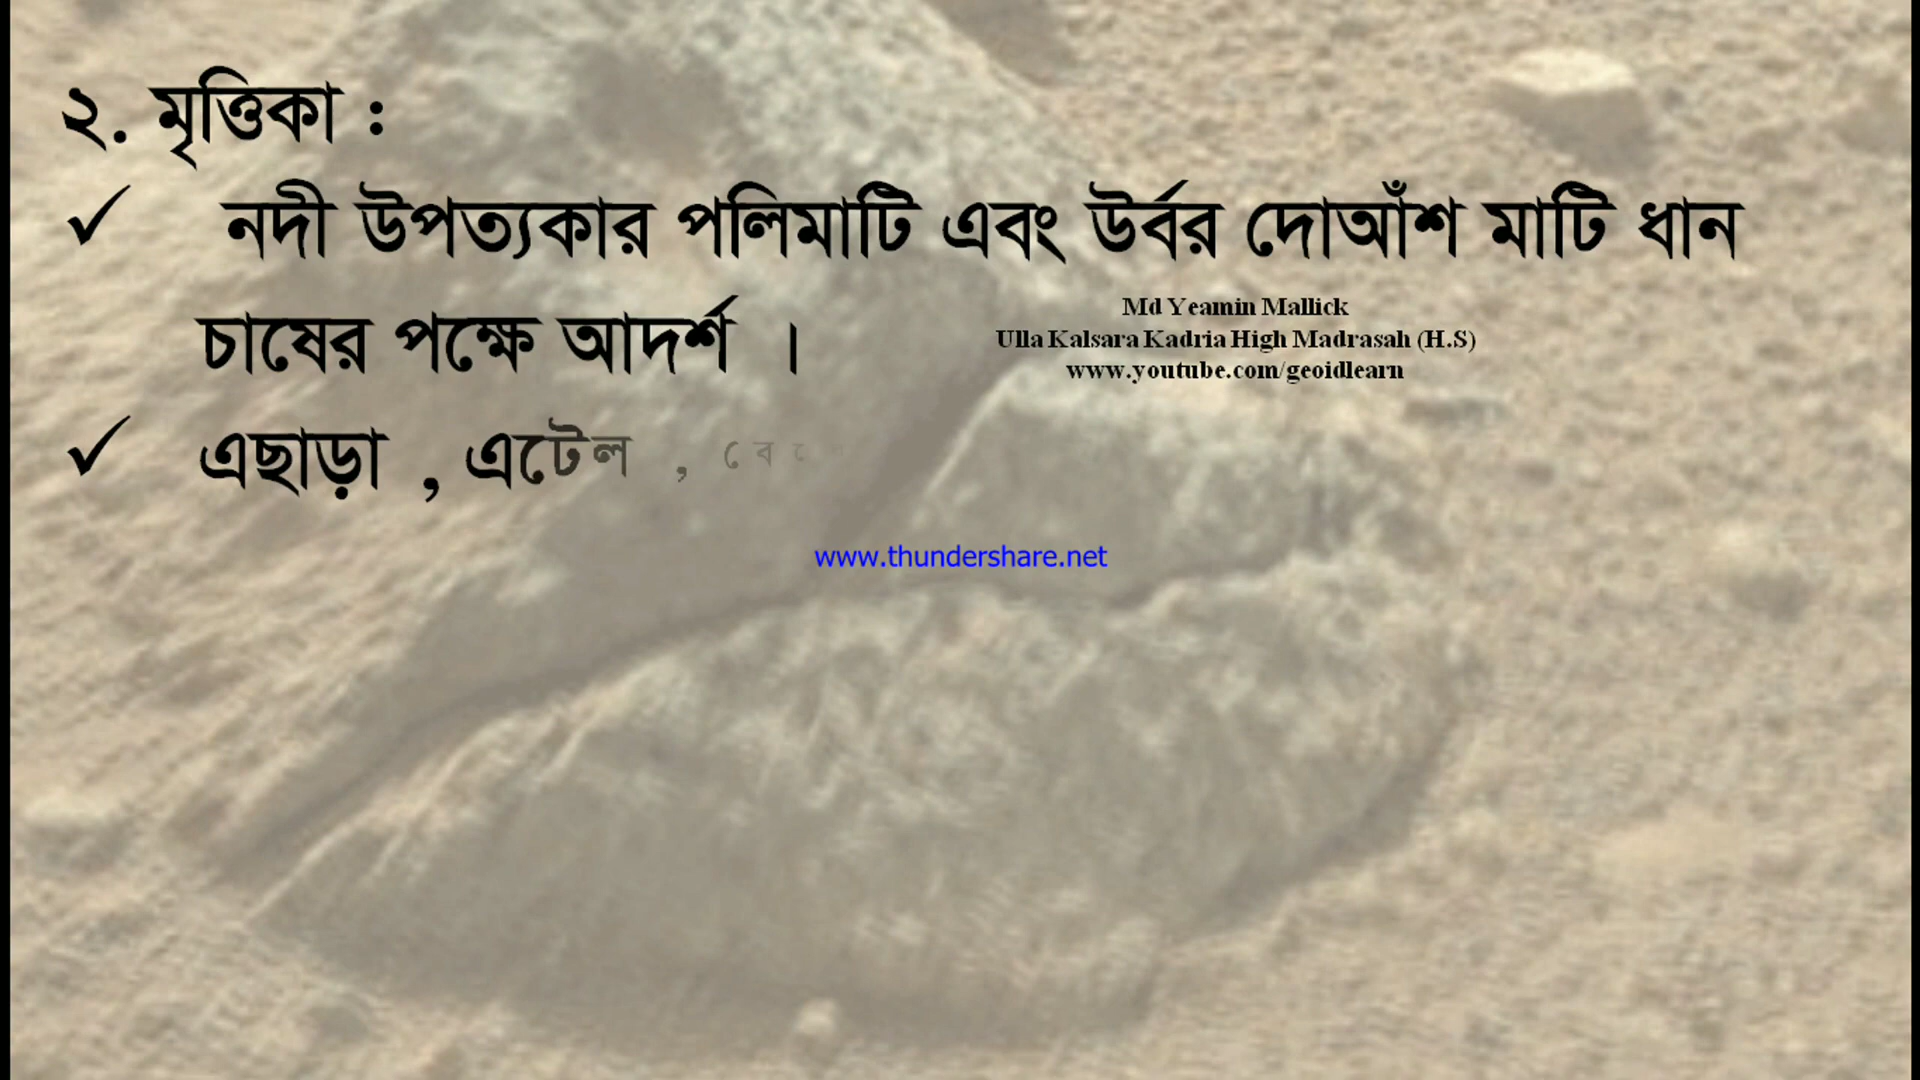 ২. মৃত্তিকা :
✓ নদী উপত্যকার পলিমাটি এবং উর্বর দোআঁশ মাটি ধান
চাষের পক্ষে আদর্শ ।
Md Yeamin Mallick
Ulla Kalsara Kadria High Madrasah (H.S)
www.youtube.com/geoidlearn
✓ এছাড়া , এটেল ,
www.thundershare.net